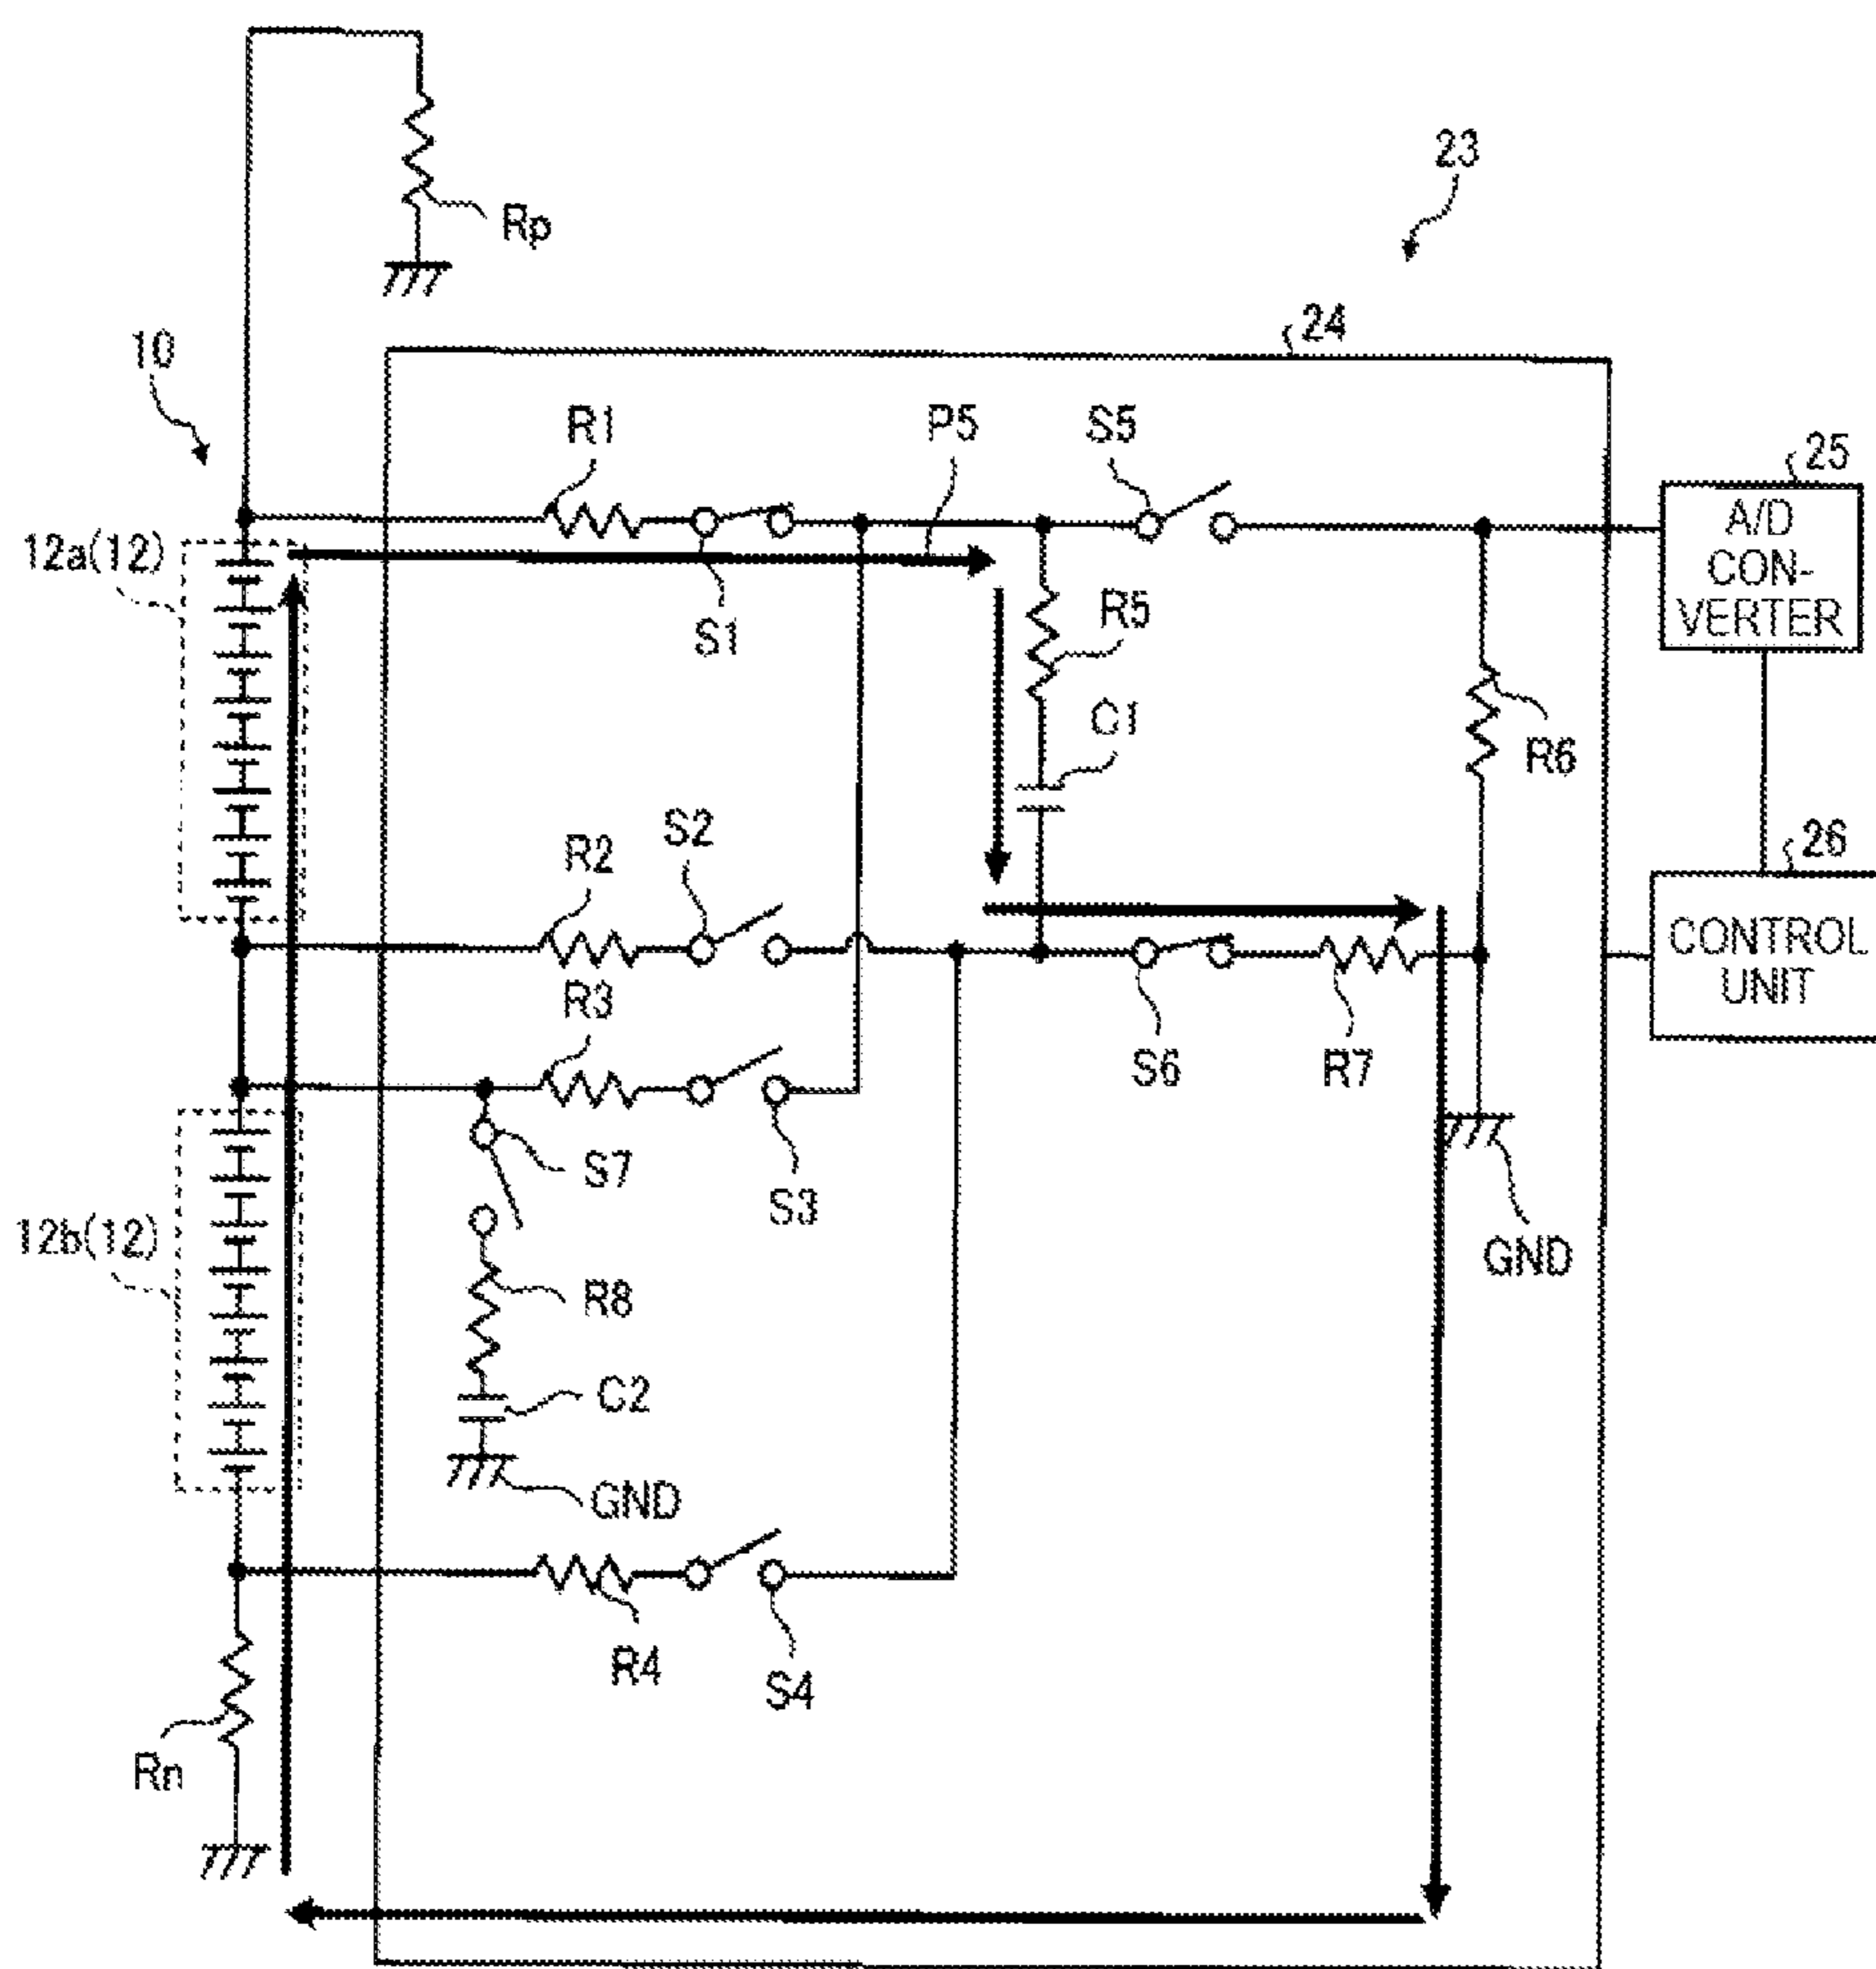 Rp
23
24
10
R1
P5
S5
25
A/D
CON-
VERTER
12a(12)
S1
R5
C1
R6
26
CONTROL
UNIT
R2
S2
R3
S6
R7
S7
S3
12b(12)
R8
GND
C2
GND
R4
S4
Rn